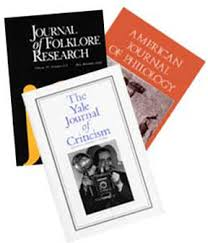 JOURNAL
of FOLKLORE
RESEARCH
AMERICAN
JOURNAL
OF PHILOLOGY
The
Yale
Journal
of
Criticism